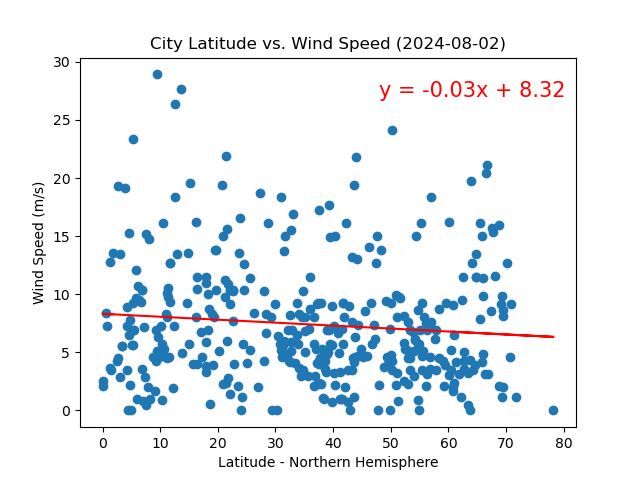 City Latitude vs. Wind Speed (2024-08-02)
y = -0.03x + 8.32
Wind Speed (m/s)
30
25
20
15
10
5
0
0 10 20 30 40 50 60 70 80
Latitude - Northern Hemisphere